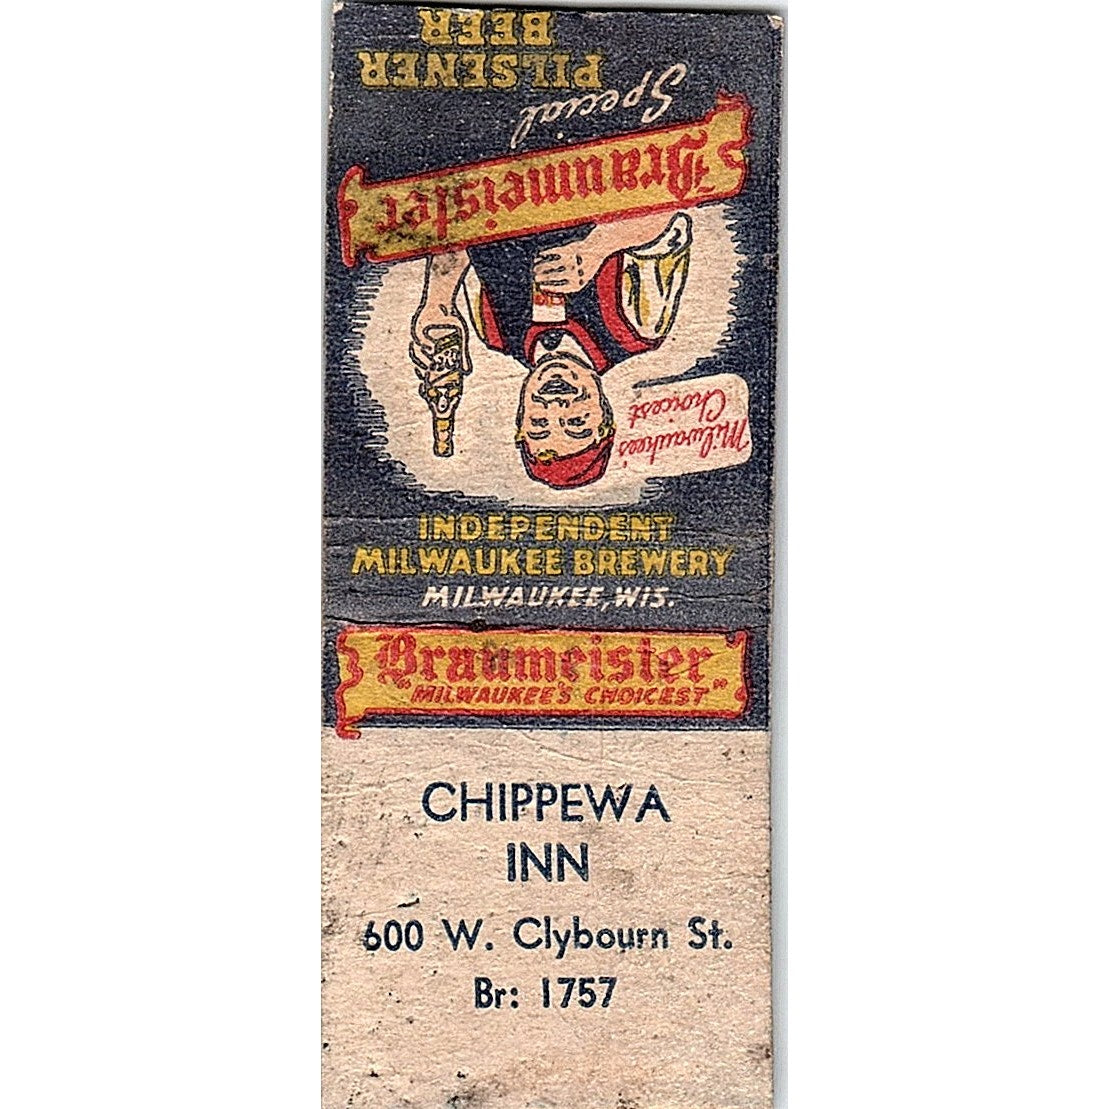 BEER
PILSENER
Special
Braumeister
Milwaukee's
Choicest
INDEPENDENT
MILWAUKEE BREWERY
MILWAUKEE, WIS.
Braumeister
"MILWAUKEE'S CHOICEST"
CHIPPEWA
INN
600 W. Clybourn St.
Br: 1757